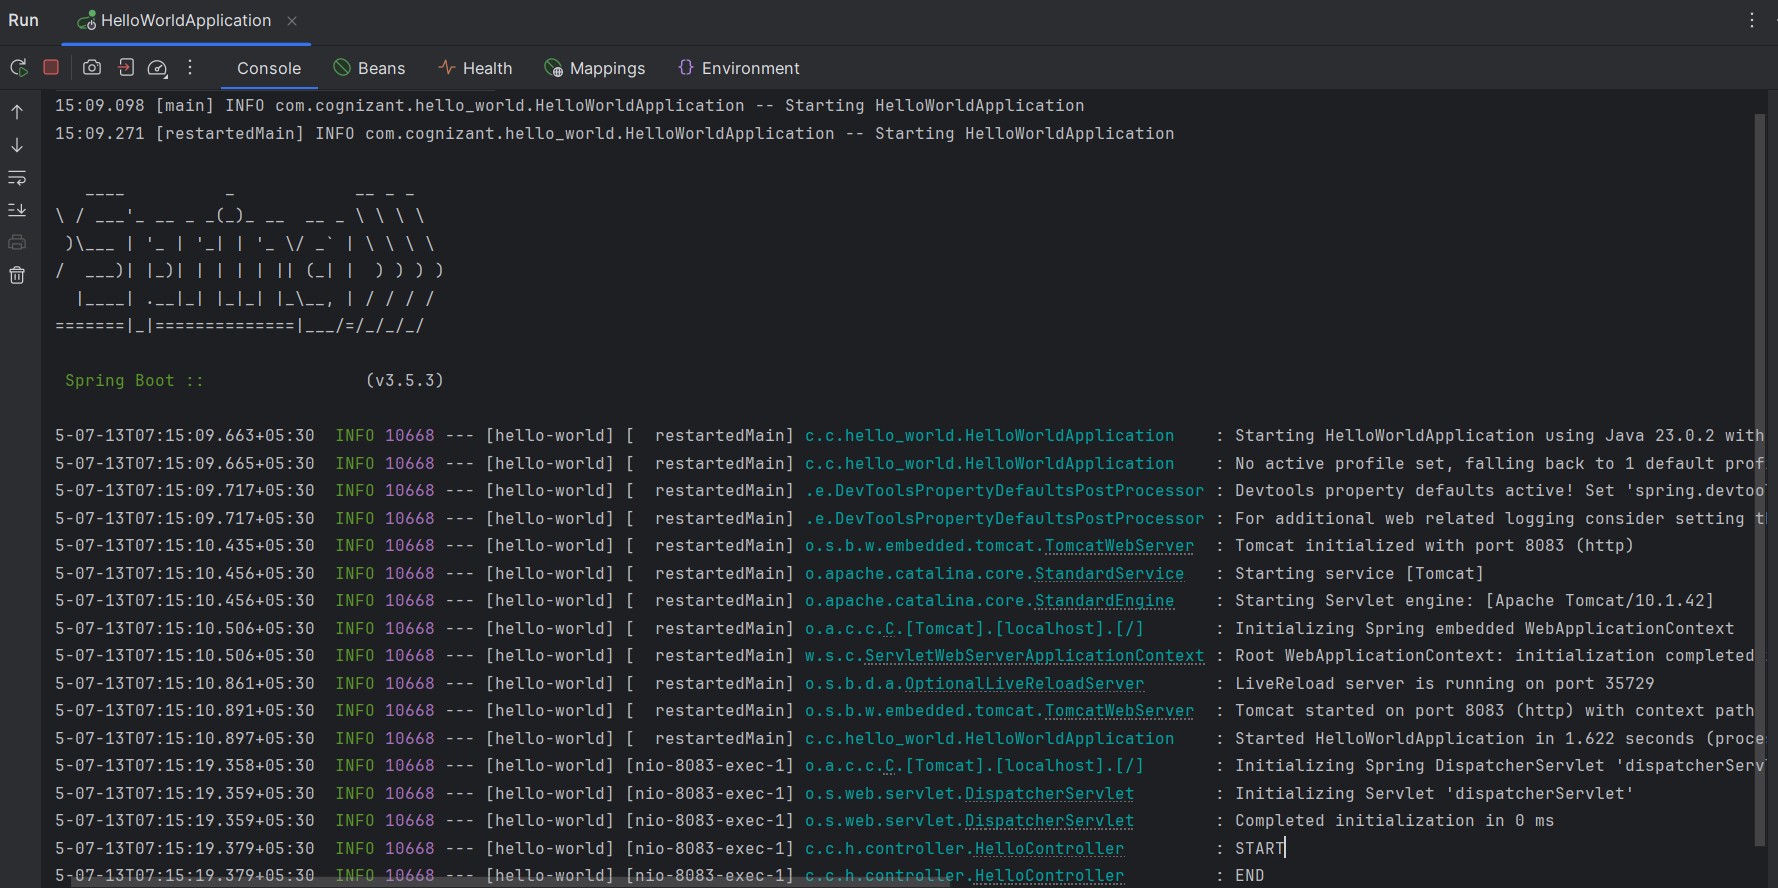 Run HelloWorldApplication
Console Beans Health Mappings Environment
15:09.098 [main] INFO com.cognizant.hello_world.HelloWorldApplication -- Starting HelloWorldApplication
15:09.271 [restartedMain] INFO com.cognizant.hello_world.HelloWorldApplication -- Starting HelloWorldApplication
   ____          _            __ _ _
\ / ___'_ __ _ _(_)_ __  __ _ \ \ \ \
 )\___ | '_ | '_| | '_ \/ _` | \ \ \ \
/  ___)| |_)| | | | | || (_| |  ) ) ) )
  |____| .__|_| |_|_| |_\__, | / / / /
=======|_|==============|___/=/_/_/_/
Spring Boot ::                (v3.5.3)
5-07-13T07:15:09.663+05:30  INFO 10668 --- [hello-world] [  restartedMain] c.c.hello_world.HelloWorldApplication    : Starting HelloWorldApplication using Java 23.0.2 with
5-07-13T07:15:09.665+05:30  INFO 10668 --- [hello-world] [  restartedMain] c.c.hello_world.HelloWorldApplication    : No active profile set, falling back to 1 default prof
5-07-13T07:15:09.717+05:30  INFO 10668 --- [hello-world] [  restartedMain] .e.DevToolsPropertyDefaultsPostProcessor : Devtools property defaults active! Set 'spring.devtool
5-07-13T07:15:09.717+05:30  INFO 10668 --- [hello-world] [  restartedMain] .e.DevToolsPropertyDefaultsPostProcessor : For additional web related logging consider setting t
5-07-13T07:15:10.435+05:30  INFO 10668 --- [hello-world] [  restartedMain] o.s.b.w.embedded.tomcat.TomcatWebServer  : Tomcat initialized with port 8083 (http)
5-07-13T07:15:10.456+05:30  INFO 10668 --- [hello-world] [  restartedMain] o.apache.catalina.core.StandardService   : Starting service [Tomcat]
5-07-13T07:15:10.456+05:30  INFO 10668 --- [hello-world] [  restartedMain] o.apache.catalina.core.StandardEngine    : Starting Servlet engine: [Apache Tomcat/10.1.42]
5-07-13T07:15:10.506+05:30  INFO 10668 --- [hello-world] [  restartedMain] o.a.c.c.C.[Tomcat].[localhost].[/]       : Initializing Spring embedded WebApplicationContext
5-07-13T07:15:10.506+05:30  INFO 10668 --- [hello-world] [  restartedMain] w.s.c.ServletWebServerApplicationContext : Root WebApplicationContext: initialization completed
5-07-13T07:15:10.861+05:30  INFO 10668 --- [hello-world] [  restartedMain] o.s.b.d.a.OptionalLiveReloadServer       : LiveReload server is running on port 35729
5-07-13T07:15:10.891+05:30  INFO 10668 --- [hello-world] [  restartedMain] o.s.b.w.embedded.tomcat.TomcatWebServer  : Tomcat started on port 8083 (http) with context path
5-07-13T07:15:10.897+05:30  INFO 10668 --- [hello-world] [  restartedMain] c.c.hello_world.HelloWorldApplication    : Started HelloWorldApplication in 1.622 seconds (proce
5-07-13T07:15:19.358+05:30  INFO 10668 --- [hello-world] [nio-8083-exec-1] o.a.c.c.C.[Tomcat].[localhost].[/]       : Initializing Spring DispatcherServlet 'dispatcherServ
5-07-13T07:15:19.359+05:30  INFO 10668 --- [hello-world] [nio-8083-exec-1] o.s.web.servlet.DispatcherServlet        : Initializing Servlet 'dispatcherServlet'
5-07-13T07:15:19.359+05:30  INFO 10668 --- [hello-world] [nio-8083-exec-1] o.s.web.servlet.DispatcherServlet        : Completed initialization in 0 ms
5-07-13T07:15:19.379+05:30  INFO 10668 --- [hello-world] [nio-8083-exec-1] c.c.h.controller.HelloController         : START
5-07-13T07:15:19.379+05:30  INFO 10668 --- [hello-world] [nio-8083-exec-1] c.c.h.controller.HelloController         : END